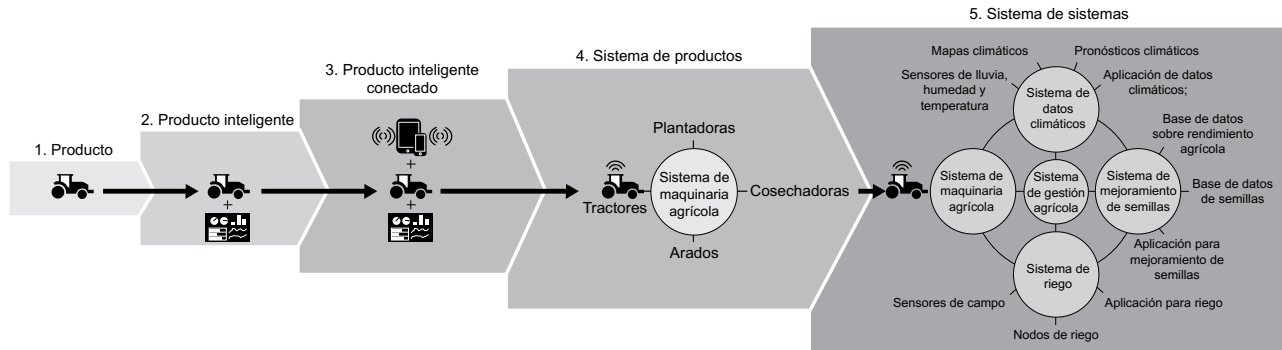 1. Producto
2. Producto inteligente
3. Producto inteligente
conectado
4. Sistema de productos
Plantadoras
Tractores
Sistema de
maquinaria
agrícola
Cosechadoras
Arados
5. Sistema de sistemas
Mapas climáticos
Pronósticos climáticos
Sensores de lluvia,
humedad y
temperatura
Sistema de
datos
climáticos
Aplicación de datos
climáticos;
Base de datos
sobre rendimiento
agrícola
Sistema de
maquinaria
agrícola
Sistema
de gestión
agrícola
Sistema de
mejoramiento
de semillas
Base de datos
de semillas
Aplicación para
mejoramiento de
semillas
Sistema de
riego
Sensores de campo
Aplicación para riego
Nodos de riego